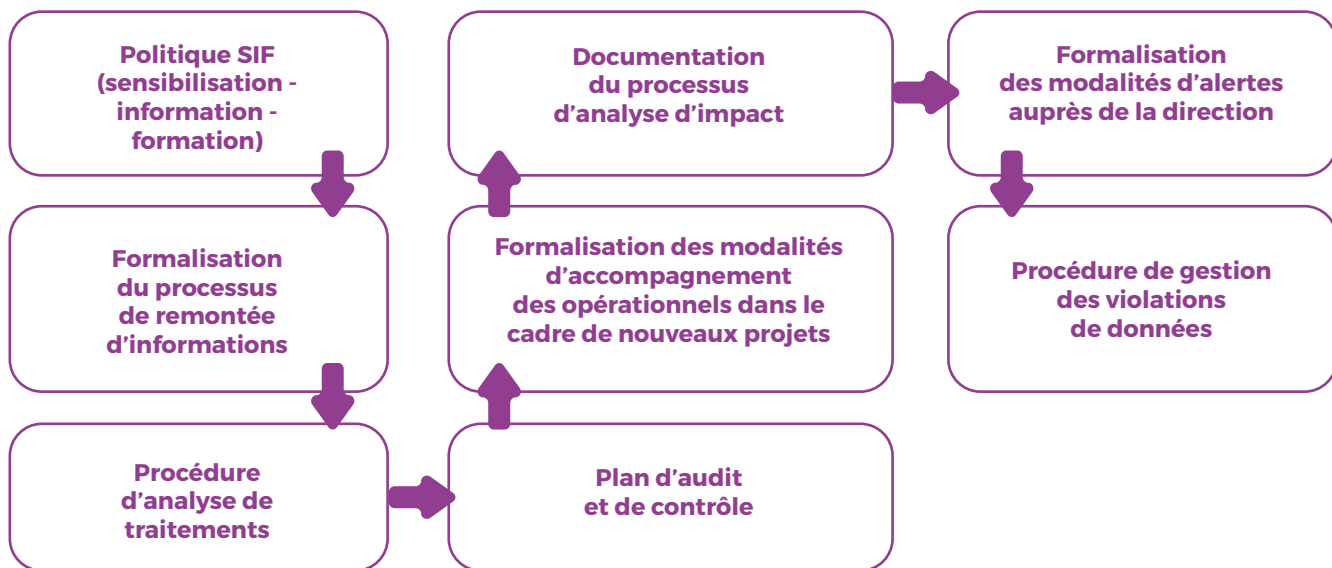 Politique SIF
(sensibilisation -
information -
formation)
Formalisation
du processus
de remontée
d’informations
Procédure
d’analyse de
traitements
Plan d’audit
et de contrôle
Formalisation des modalités
d’accompagnement
des opérationnels dans le
cadre de nouveaux projets
Documentation
du processus
d’analyse d’impact
Formalisation
des modalités d’alertes
auprès de la direction
Procédure de gestion
des violations
de données